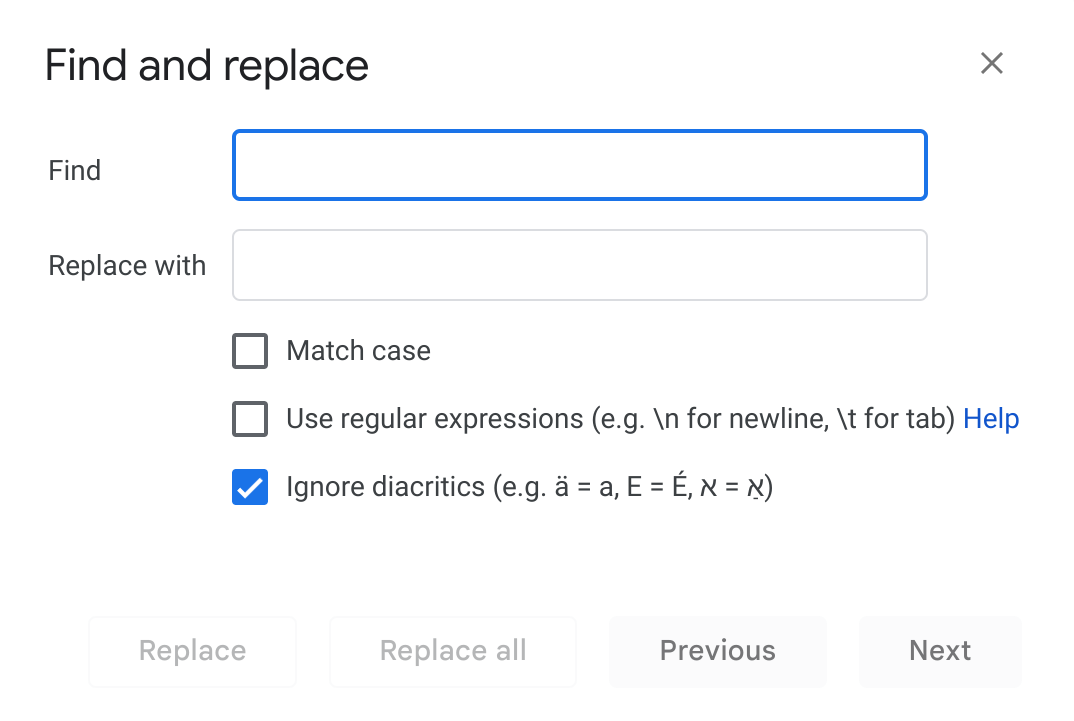 Find and replace
Find
Replace with
Match case
Use regular expressions (e.g. \n for newline, \t for tab) Help
Ignore diacritics (e.g. ä = a, E = É, א = אַ)
Replace
Replace all
Previous
Next